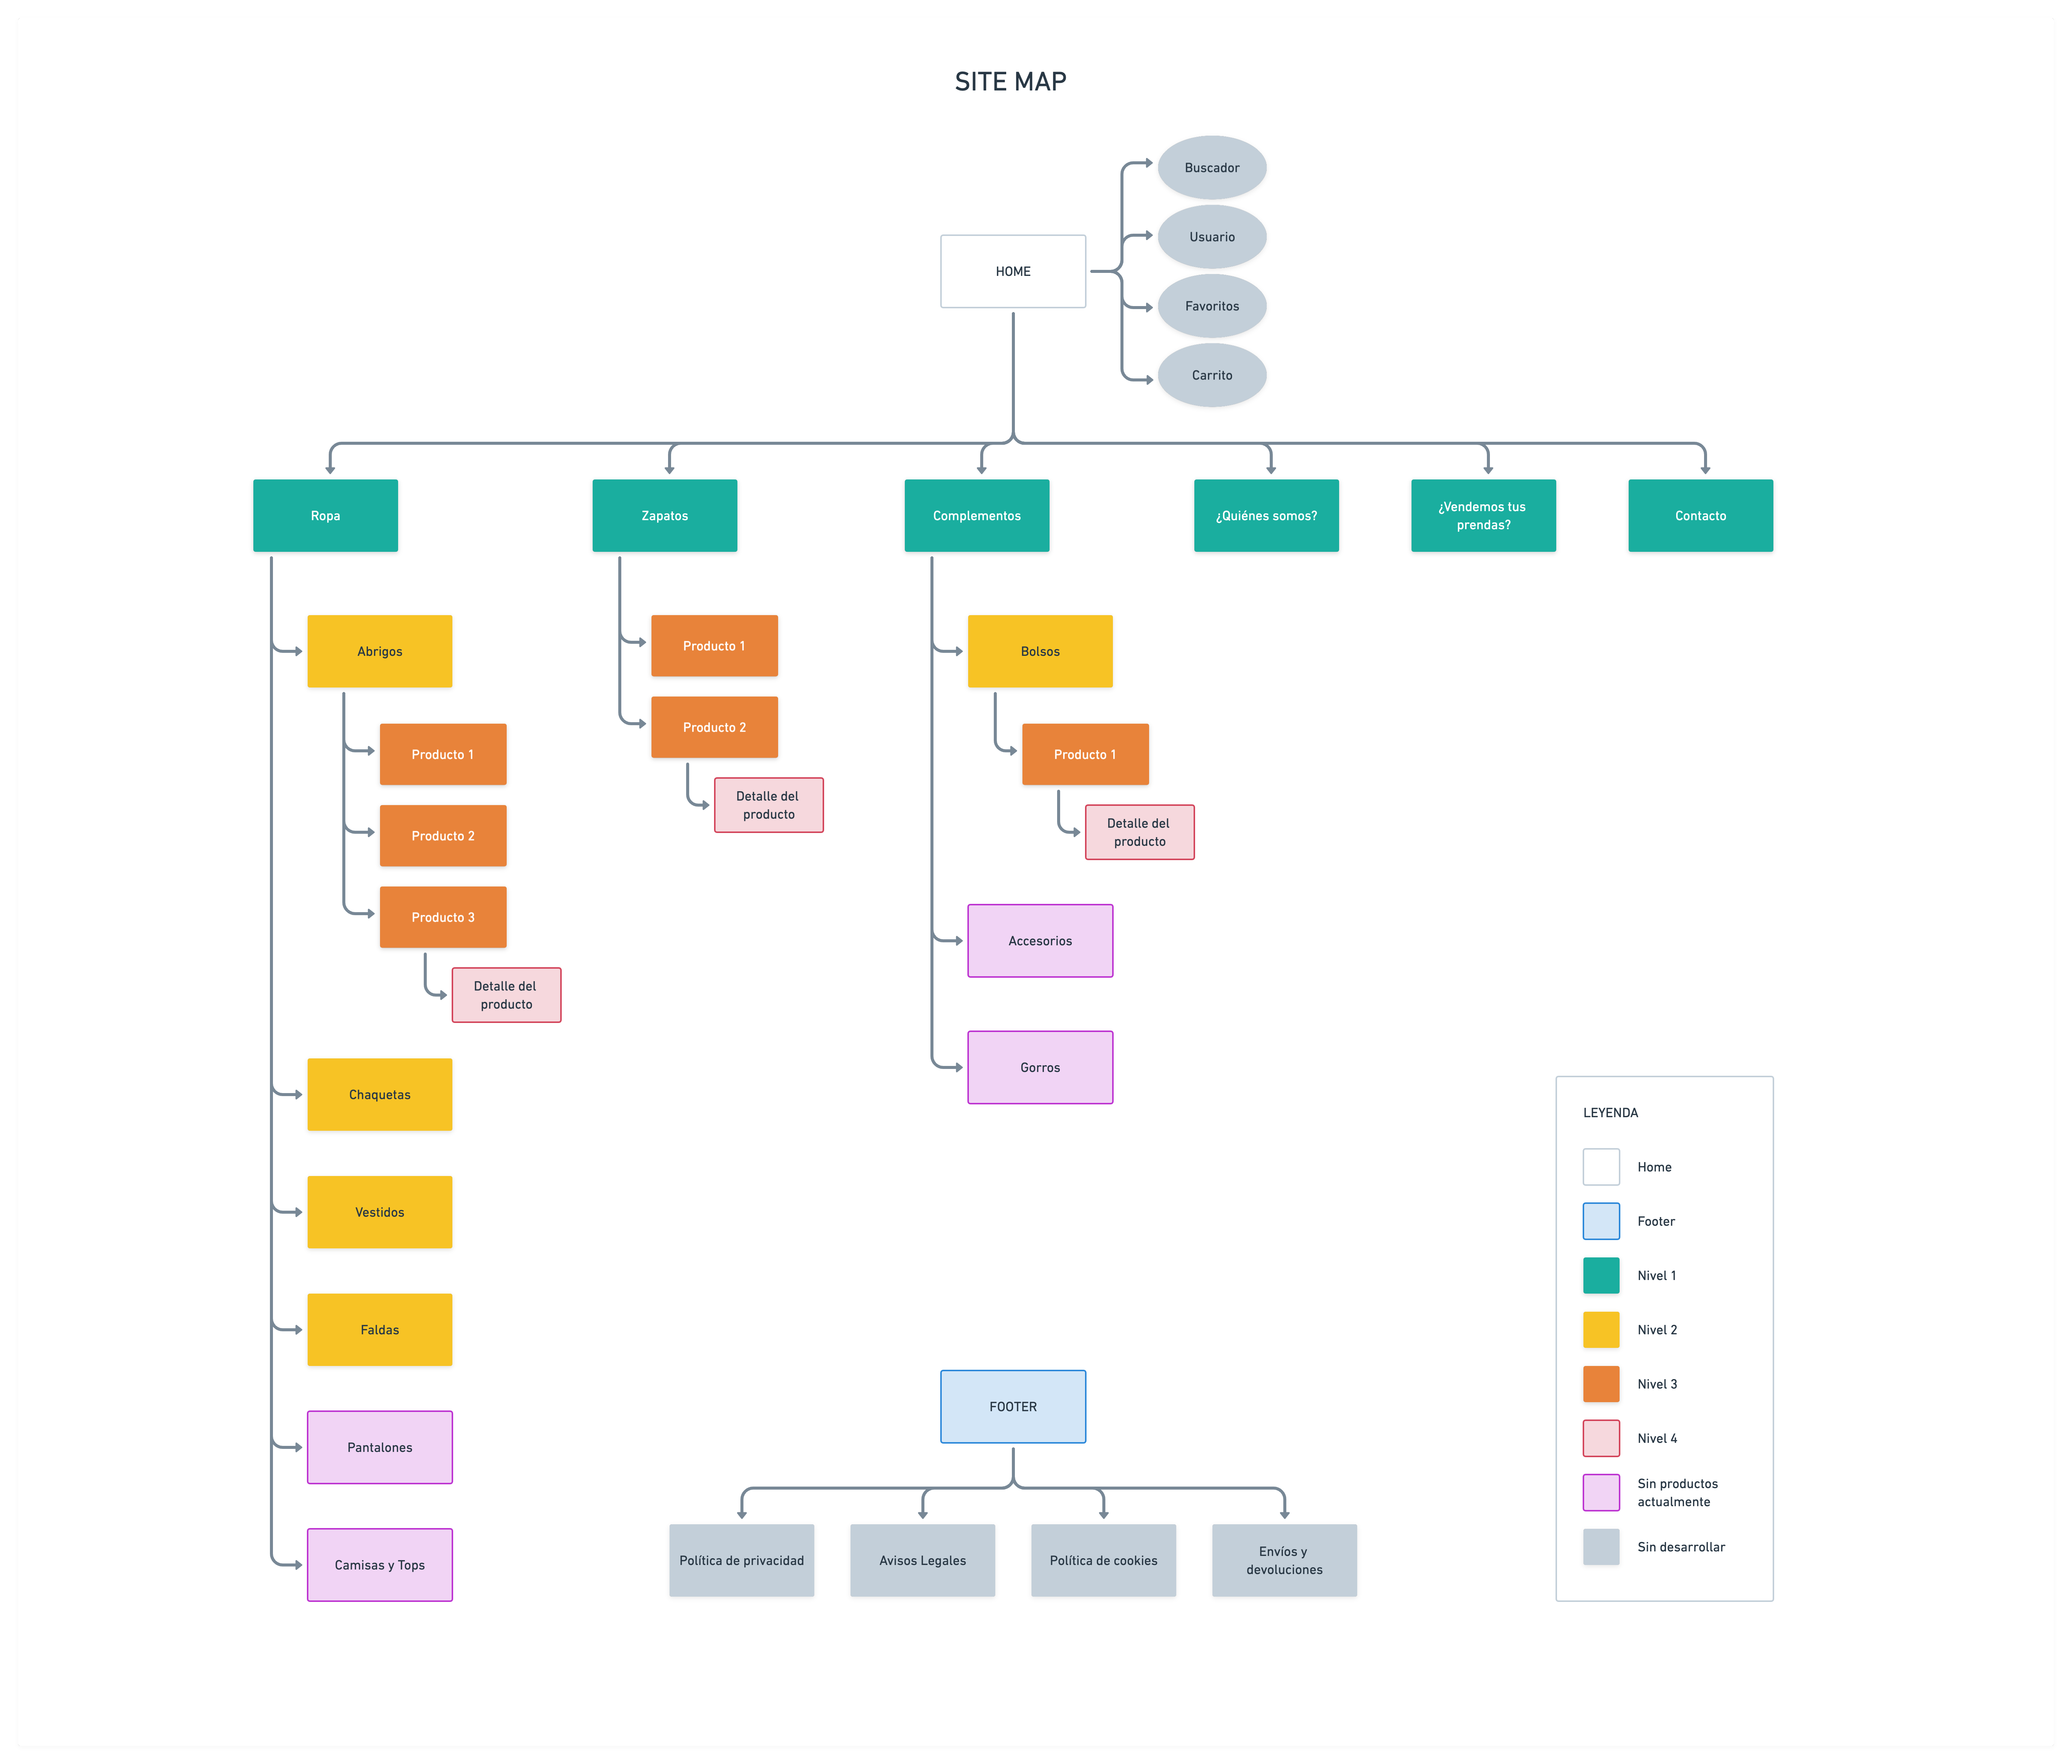 SITE MAP
Buscador
Usuario
HOME
Favoritos
Carrito
Ropa
Zapatos
Complementos
¿Quiénes somos?
¿Vendemos tus
prendas?
Contacto
Abrigos
Producto 1
Producto 2
Producto 3
Detalle del
producto
Chaquetas
Vestidos
Faldas
Pantalones
Camisas y Tops
Producto 1
Producto 2
Detalle del
producto
Bolsos
Producto 1
Detalle del
producto
Accesorios
Gorros
FOOTER
Política de privacidad
Avisos Legales
Política de cookies
Envíos y
devoluciones
LEYENDA
Home
Footer
Nivel 1
Nivel 2
Nivel 3
Nivel 4
Sin productos
actualmente
Sin desarrollar